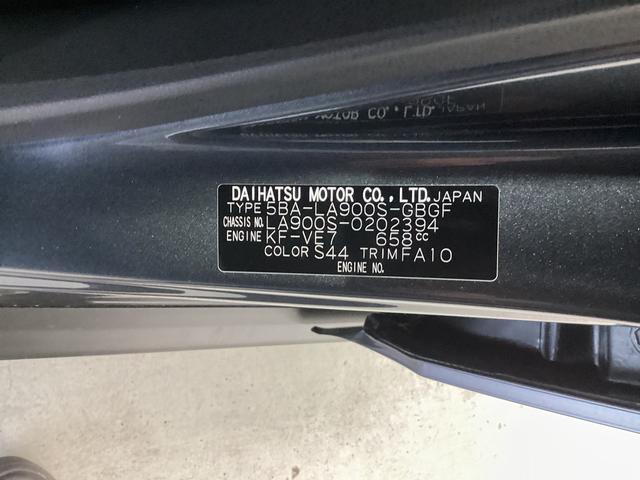 DAIHATSU MOTOR CO., LTD. JAPAN
TYPE 5BA-LA900S-GBGF
CHASSIS NO. LA900S-0202394
ENGINE KF-VE7 658cc
COLOR S44 TRIM FA10
ENGINE NO.